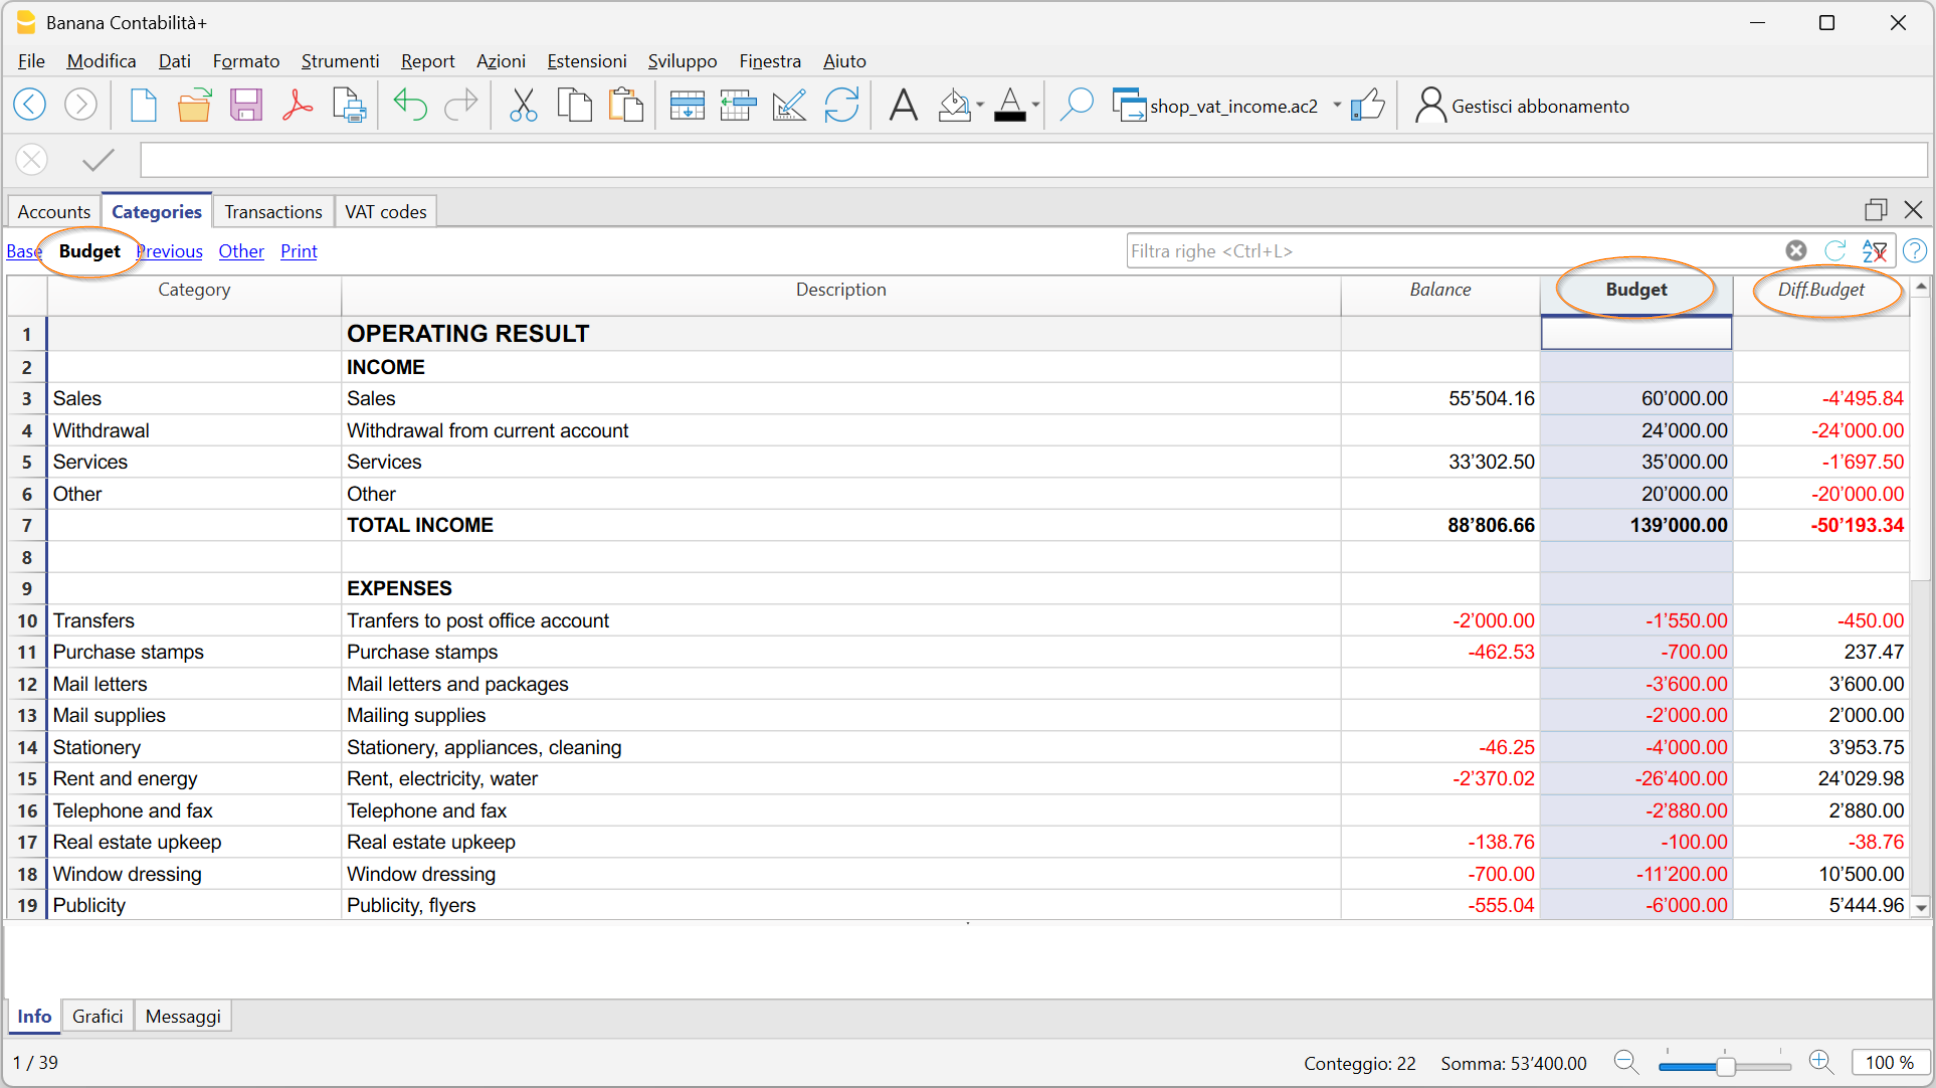 Banana Contabilità+
File Modifica Dati Formato Strumenti Report Azioni Estensioni Sviluppo Finestra Aiuto
shop_vat_income.ac2 Gestisci abbonamento
Accounts Categories Transactions VAT codes
Base Budget Previous Other Print Filtra righe <Ctrl+L>
Category Description Balance Budget Diff.Budget
1 OPERATING RESULT
2 INCOME
3 Sales Sales 55'504.16 60'000.00 -4'495.84
4 Withdrawal Withdrawal from current account 24'000.00 -24'000.00
5 Services Services 33'302.50 35'000.00 -1'697.50
6 Other Other 20'000.00 -20'000.00
7 TOTAL INCOME 88'806.66 139'000.00 -50'193.34
8
9 EXPENSES
10 Transfers Tranfers to post office account -2'000.00 -1'550.00 -450.00
11 Purchase stamps Purchase stamps -462.53 -700.00 237.47
12 Mail letters Mail letters and packages -3'600.00 3'600.00
13 Mail supplies Mailing supplies -2'000.00 2'000.00
14 Stationery Stationery, appliances, cleaning -46.25 -4'000.00 3'953.75
15 Rent and energy Rent, electricity, water -2'370.02 -26'400.00 24'029.98
16 Telephone and fax Telephone and fax -2'880.00 2'880.00
17 Real estate upkeep Real estate upkeep -138.76 -100.00 -38.76
18 Window dressing Window dressing -700.00 -11'200.00 10'500.00
19 Publicity Publicity, flyers -555.04 -6'000.00 5'444.96
Info Grafici Messaggi
1 / 39 Conteggio: 22 Somma: 53'400.00 100 %